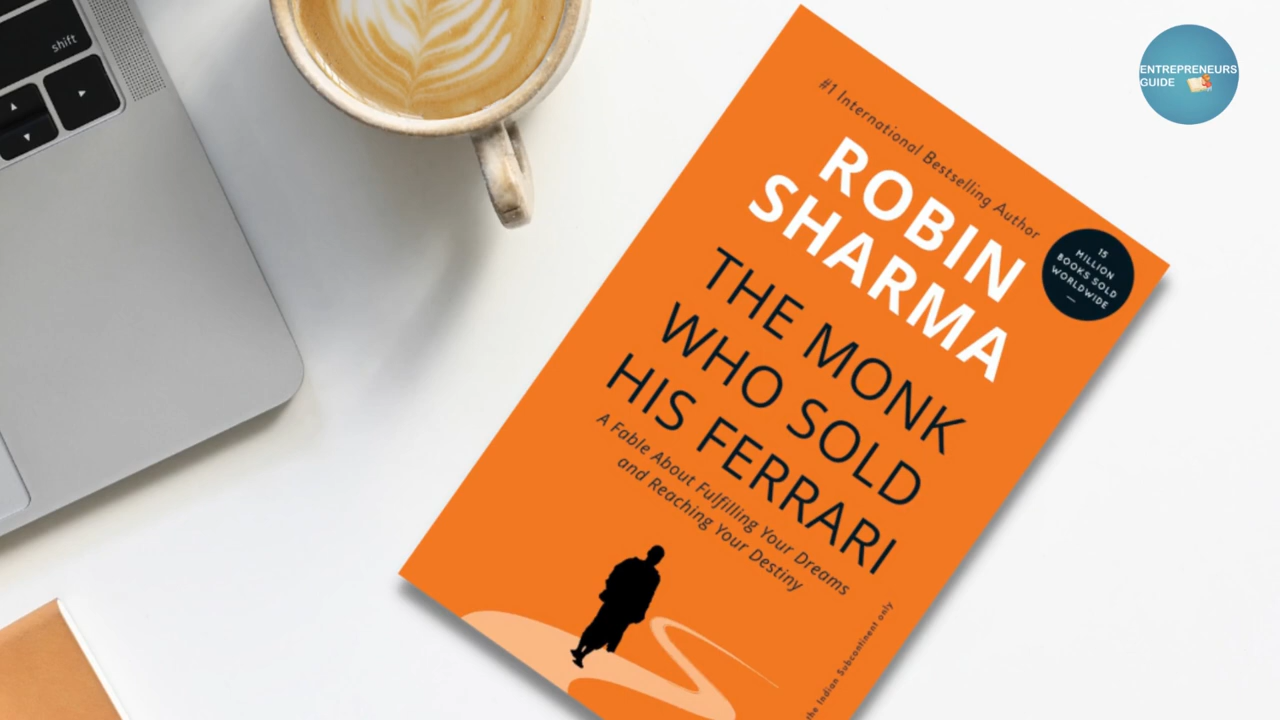 shift
ENTREPRENEURS
GUIDE
#1 International Bestselling Author
ROBIN
SHARMA
15
MILLION
BOOKS SOLD
WORLDWIDE
THE MONK
WHO SOLD
HIS FERRARI
A Fable About Fulfilling Your Dreams
and Reaching Your Destiny
the Indian Subcontinent only